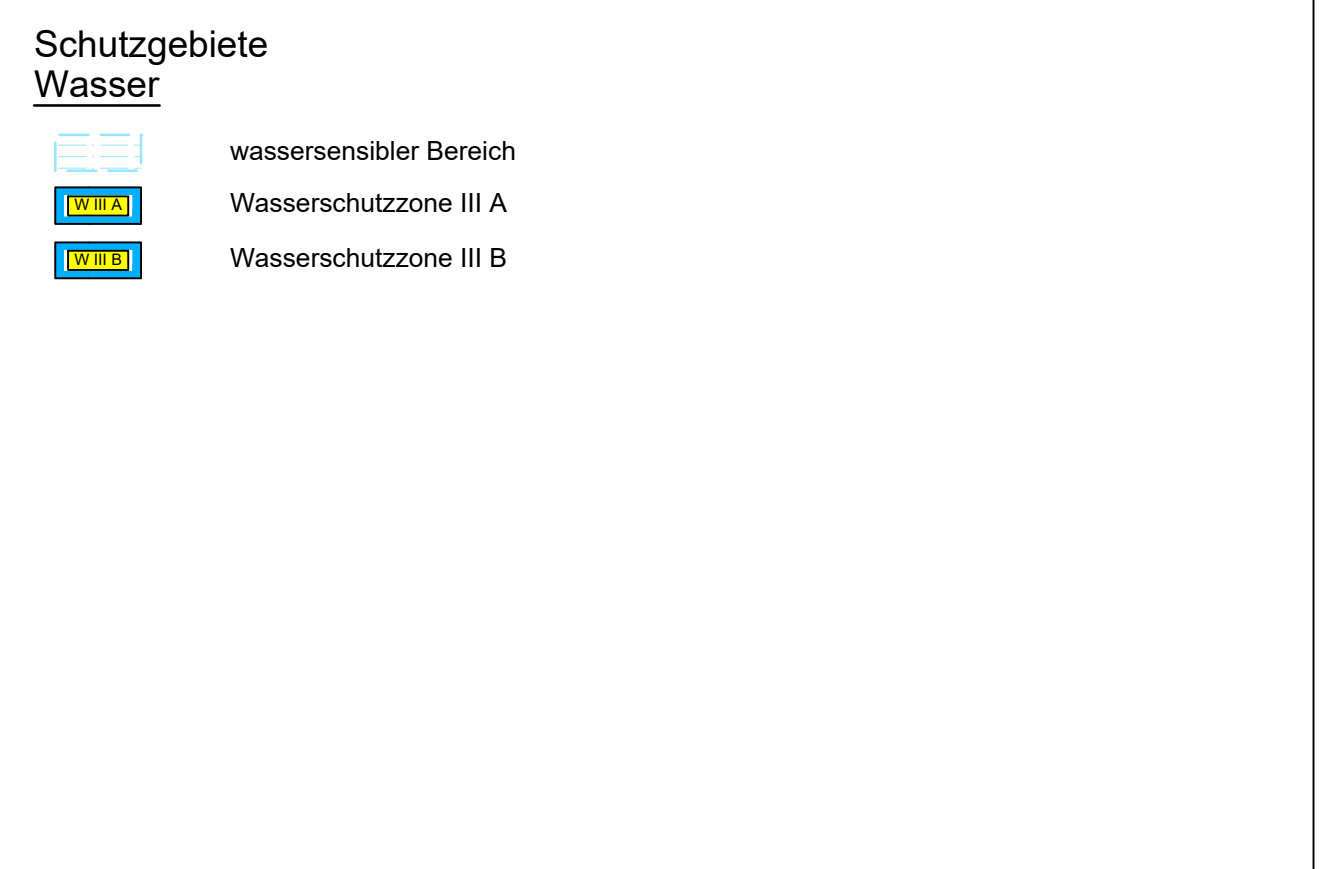 Schutzgebiete
Wasser
wassersensibler Bereich
W III A Wasserschutzzone III A
W III B Wasserschutzzone III B